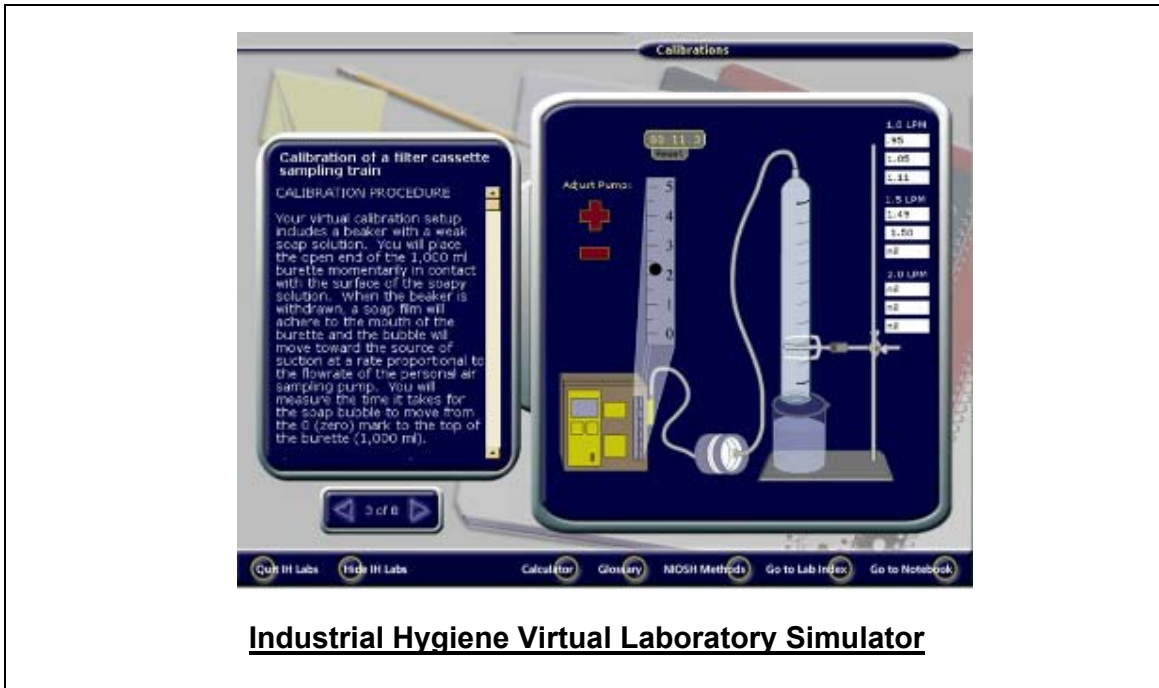 Calibrations
Calibration of a filter cassette
sampling train
CALIBRATION PROCEDURE
Your virtual calibration setup
includes a beaker with a weak
soap solution. You will place
the open end of the 1,000 ml
burette momentarily in contact
with the surface of the soapy
solution. When the beaker is
withdrawn, a soap film will
adhere to the mouth of the
burette and the bubble will
move toward the source of
suction at a rate proportional to
the flowrate of the personal air
sampling pump. You will
measure the time it takes for
the soap bubble to move from
the 0 (zero) mark to the top of
the burette (1,000 ml).
3 of 8
Adjust Pump:
5
4
3
2
1
0
1.0 LPM
.95
1.05
1.11
1.5 LPM
1.49
1.50
2.0 LPM
Quit IH Labs
Hide IH Labs
Calculator
Glossary
NIOSH Methods
Go to Lab Index
Go to Notebook
Industrial Hygiene Virtual Laboratory Simulator